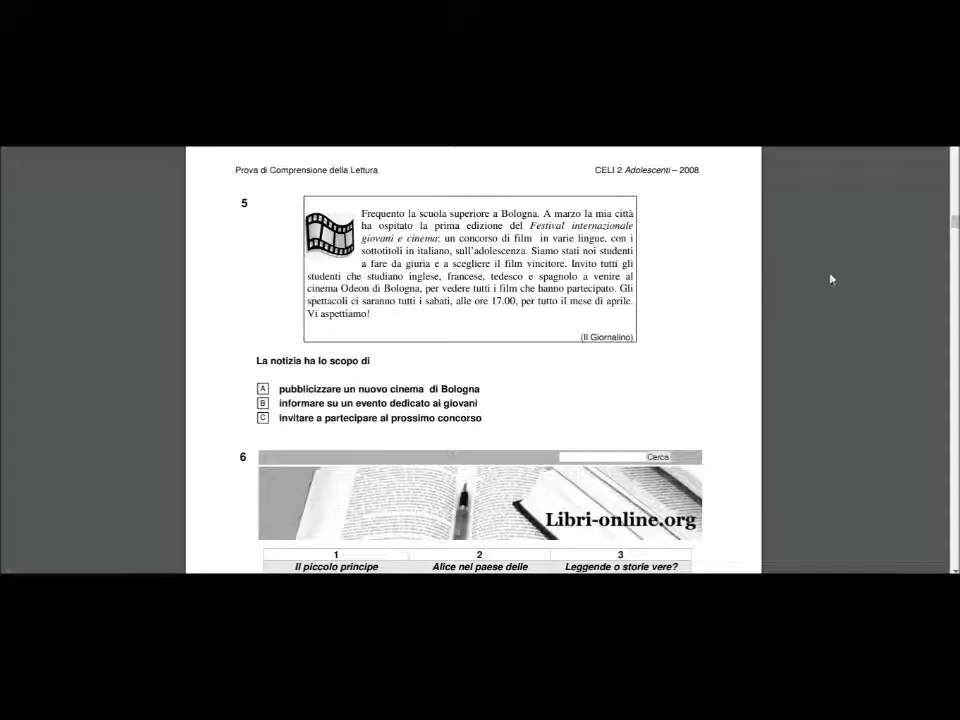 Prova di Comprensione della Lettura
CELI 2 Adolescenti – 2008
5
Frequento la scuola superiore a Bologna. A marzo la mia città
ha ospitato la prima edizione del Festival internazionale
giovani e cinema: un concorso di film in varie lingue, con i
sottotitoli in italiano, sull'adolescenza. Siamo stati noi studenti
a fare da giuria e a scegliere il film vincitore. Invito tutti gli
studenti che studiano inglese, francese, tedesco e spagnolo a venire al
cinema Odeon di Bologna, per vedere tutti i film che hanno partecipato. Gli
spettacoli ci saranno tutti i sabati, alle ore 17.00, per tutto il mese di aprile.
Vi aspettiamo!
(Il Giornalino)
La notizia ha lo scopo di
A pubblicizzare un nuovo cinema di Bologna
B informare su un evento dedicato ai giovani
C invitare a partecipare al prossimo concorso
6
Cerca
Libri-online.org
1 2 3
Il piccolo principe Alice nel paese delle Leggende o storie vere?